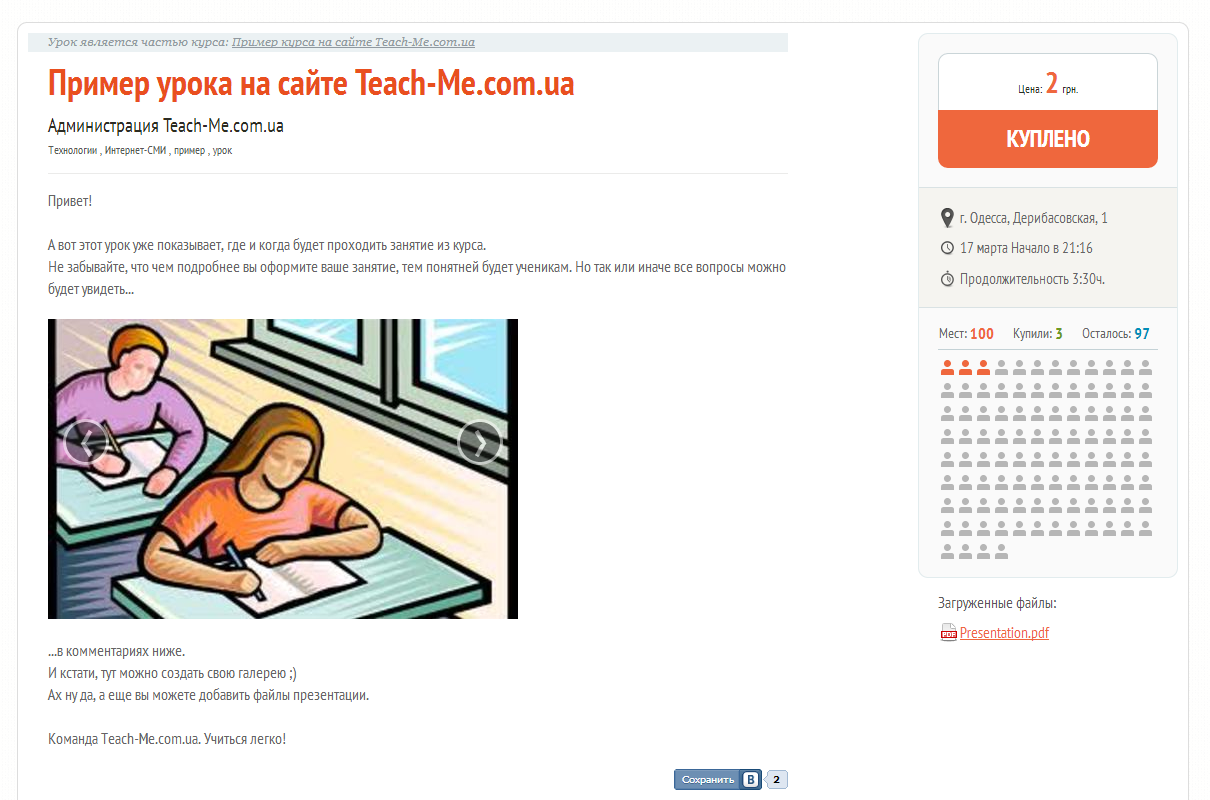 Урок является частью курса: Пример курса на сайте Teach-Me.com.ua
Пример урока на сайте Teach-Me.com.ua
Администрация Teach-Me.com.ua
Технологии , Интернет-СМИ , пример , урок
Привет!
А вот этот урок уже показывает, где и когда будет проходить занятие из курса.
Не забывайте, что чем подробнее вы оформите ваше занятие, тем понятней будет ученикам. Но так или иначе все вопросы можно
будет увидеть...
...в комментариях ниже.
И кстати, тут можно создать свою галерею ;)
Ах ну да, а еще вы можете добавить файлы презентации.
Команда Teach-Me.com.ua. Учиться легко!
Сохранить В 2
Цена: 2 грн.
КУПЛЕНО
г. Одесса, Дерибасовская, 1
17 марта Начало в 21:16
Продолжительность 3:30ч.
Мест: 100 Купили: 3 Осталось: 97
Загруженные файлы:
PDF Presentation.pdf